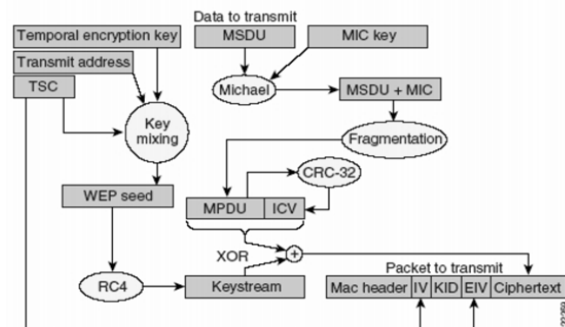 Data to transmit
Temporal encryption key
MSDU
MIC key
Transmit address
TSC
Michael
MSDU + MIC
Key
mixing
Fragmentation
CRC-32
WEP seed
MPDU
ICV
XOR
+
Packet to transmit
RC4
Keystream
Mac header
IV
KID
EIV
Ciphertext